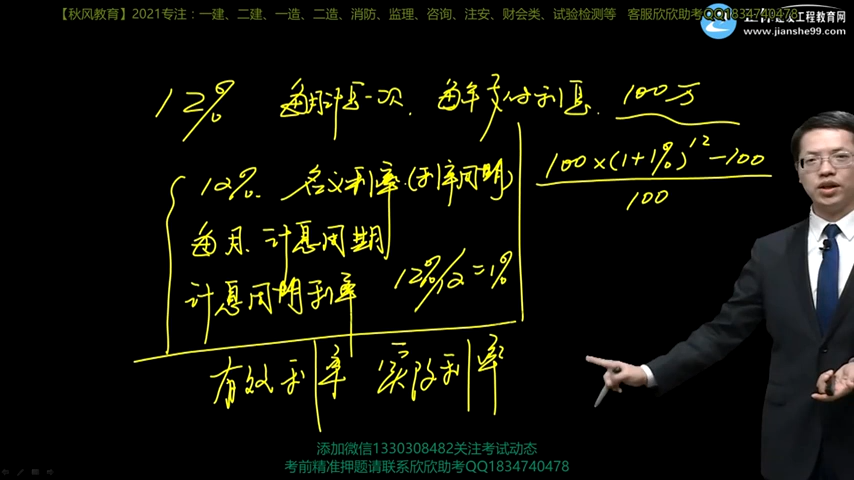 【秋风教育】2021专注：一建、二建、一造、二造、消防、监理、咨询、注安、财会类、试验检测等 客服欣欣助考QQ1834740478
工程教育网
www.jianshe99.com
12% 每月计息一次. 每年支付利息. 100万
12%. 名义利率.(利率周期)
100×(1+1%)^12-100
100
每月. 计息周期
计息周期利率 12%/12=1%
有效利率 实际利率
添加微信1330308482关注考试动态
考前精准押题请联系欣欣助考QQ1834740478